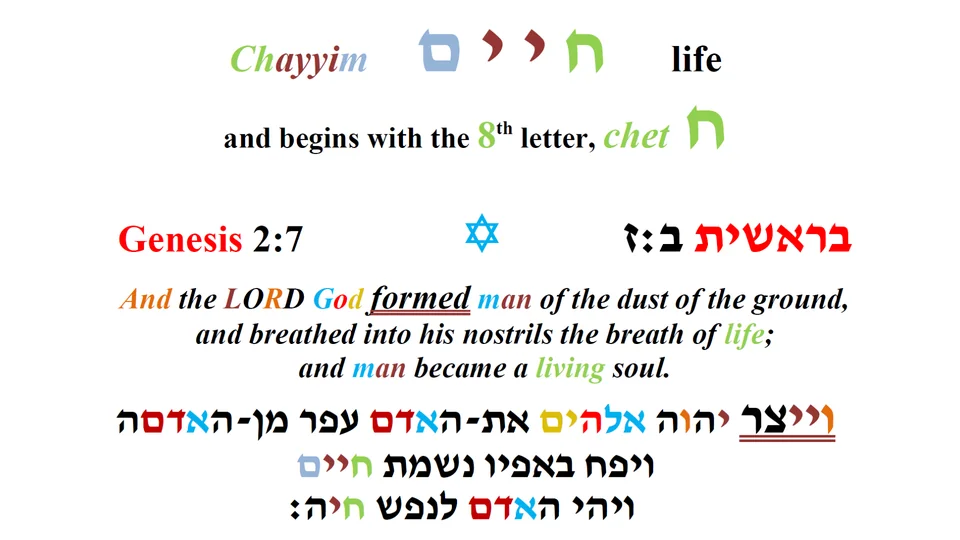 Chayyim חיים life
and begins with the 8th letter, chet ח
Genesis 2:7 ✡ בראשית ב:ז
And the LORD God formed man of the dust of the ground,
and breathed into his nostrils the breath of life;
and man became a living soul.
וייצר יהוה אלהים את-האדם עפר מן-האדםה
ויפח באפיו נשמת חיים
ויהי האדם לנפש חיה: